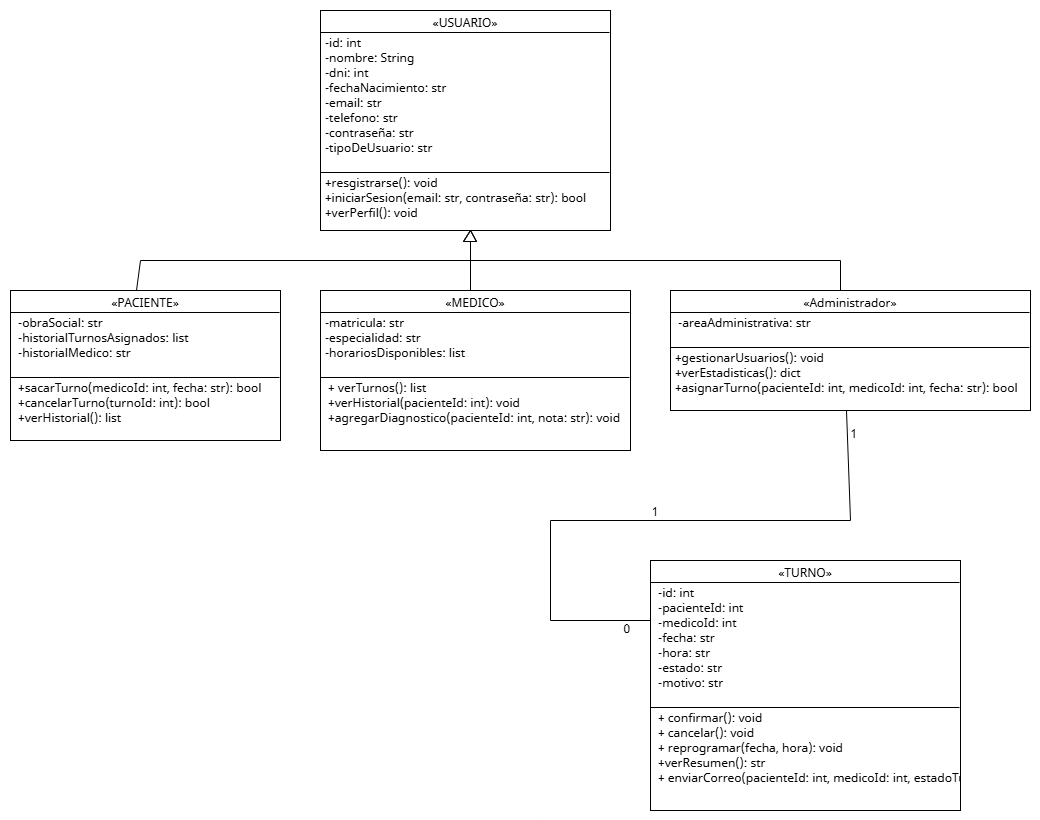 «USUARIO»
-id: int
-nombre: String
-dni: int
-fechaNacimiento: str
-email: str
-telefono: str
-contraseña: str
-tipoDeUsuario: str
+resgistrarse(): void
+iniciarSesion(email: str, contraseña: str): bool
+verPerfil(): void
«PACIENTE»
-obraSocial: str
-historialTurnosAsignados: list
-historialMedico: str
+sacarTurno(medicoId: int, fecha: str): bool
+cancelarTurno(turnoId: int): bool
+verHistorial(): list
«MEDICO»
-matricula: str
-especialidad: str
-horariosDisponibles: list
+ verTurnos(): list
+verHistorial(pacienteId: int): void
+agregarDiagnostico(pacienteId: int, nota: str): void
«Administrador»
-areaAdministrativa: str
+gestionarUsuarios(): void
+verEstadisticas(): dict
+asignarTurno(pacienteId: int, medicoId: int, fecha: str): bool
1
1
0
«TURNO»
-id: int
-pacienteId: int
-medicoId: int
-fecha: str
-hora: str
-estado: str
-motivo: str
+ confirmar(): void
+ cancelar(): void
+ reprogramar(fecha, hora): void
+verResumen(): str
+ enviarCorreo(pacienteId: int, medicoId: int,